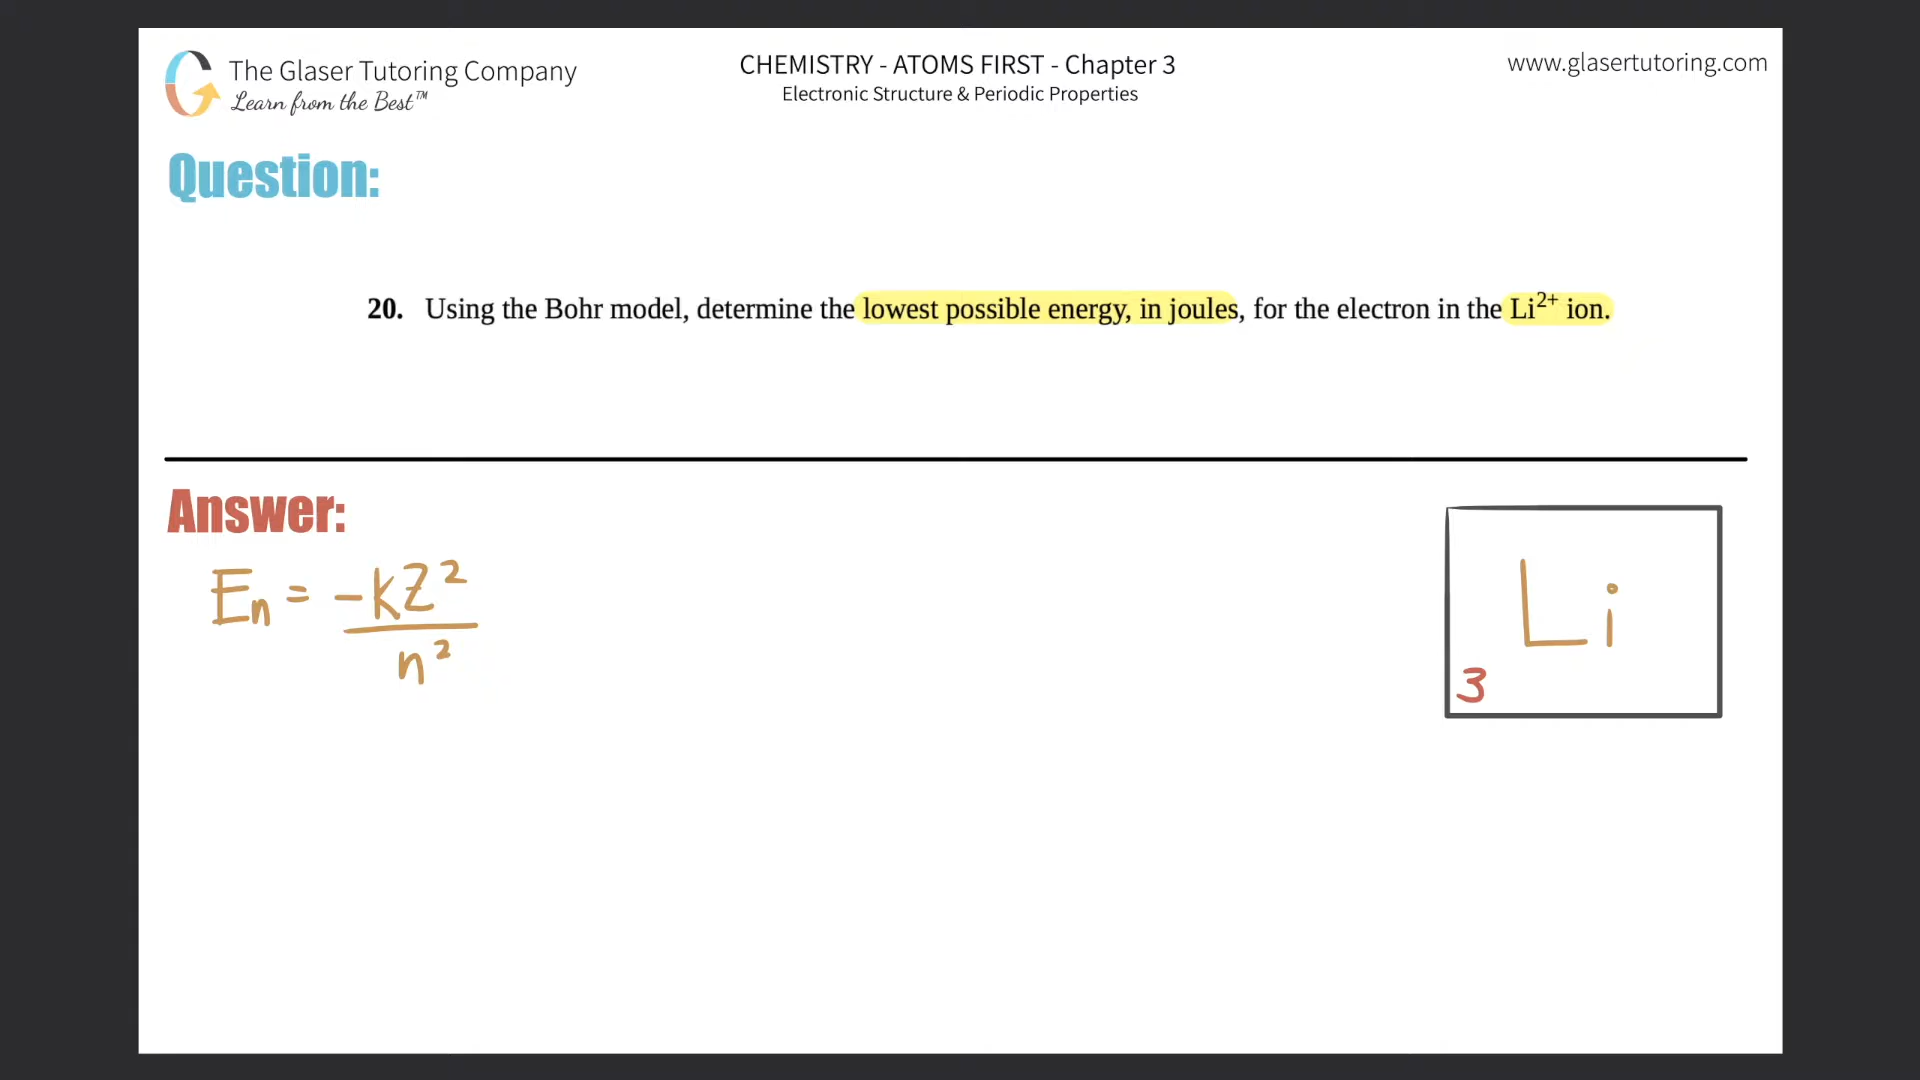 The Glaser Tutoring Company
Learn from the Best™
CHEMISTRY - ATOMS FIRST - Chapter 3
Electronic Structure & Periodic Properties
www.glasertutoring.com
Question:
20. Using the Bohr model, determine the lowest possible energy, in joules, for the electron in the Li²⁺ ion.
Answer:
Eₙ = -kZ²
n²
Li
3